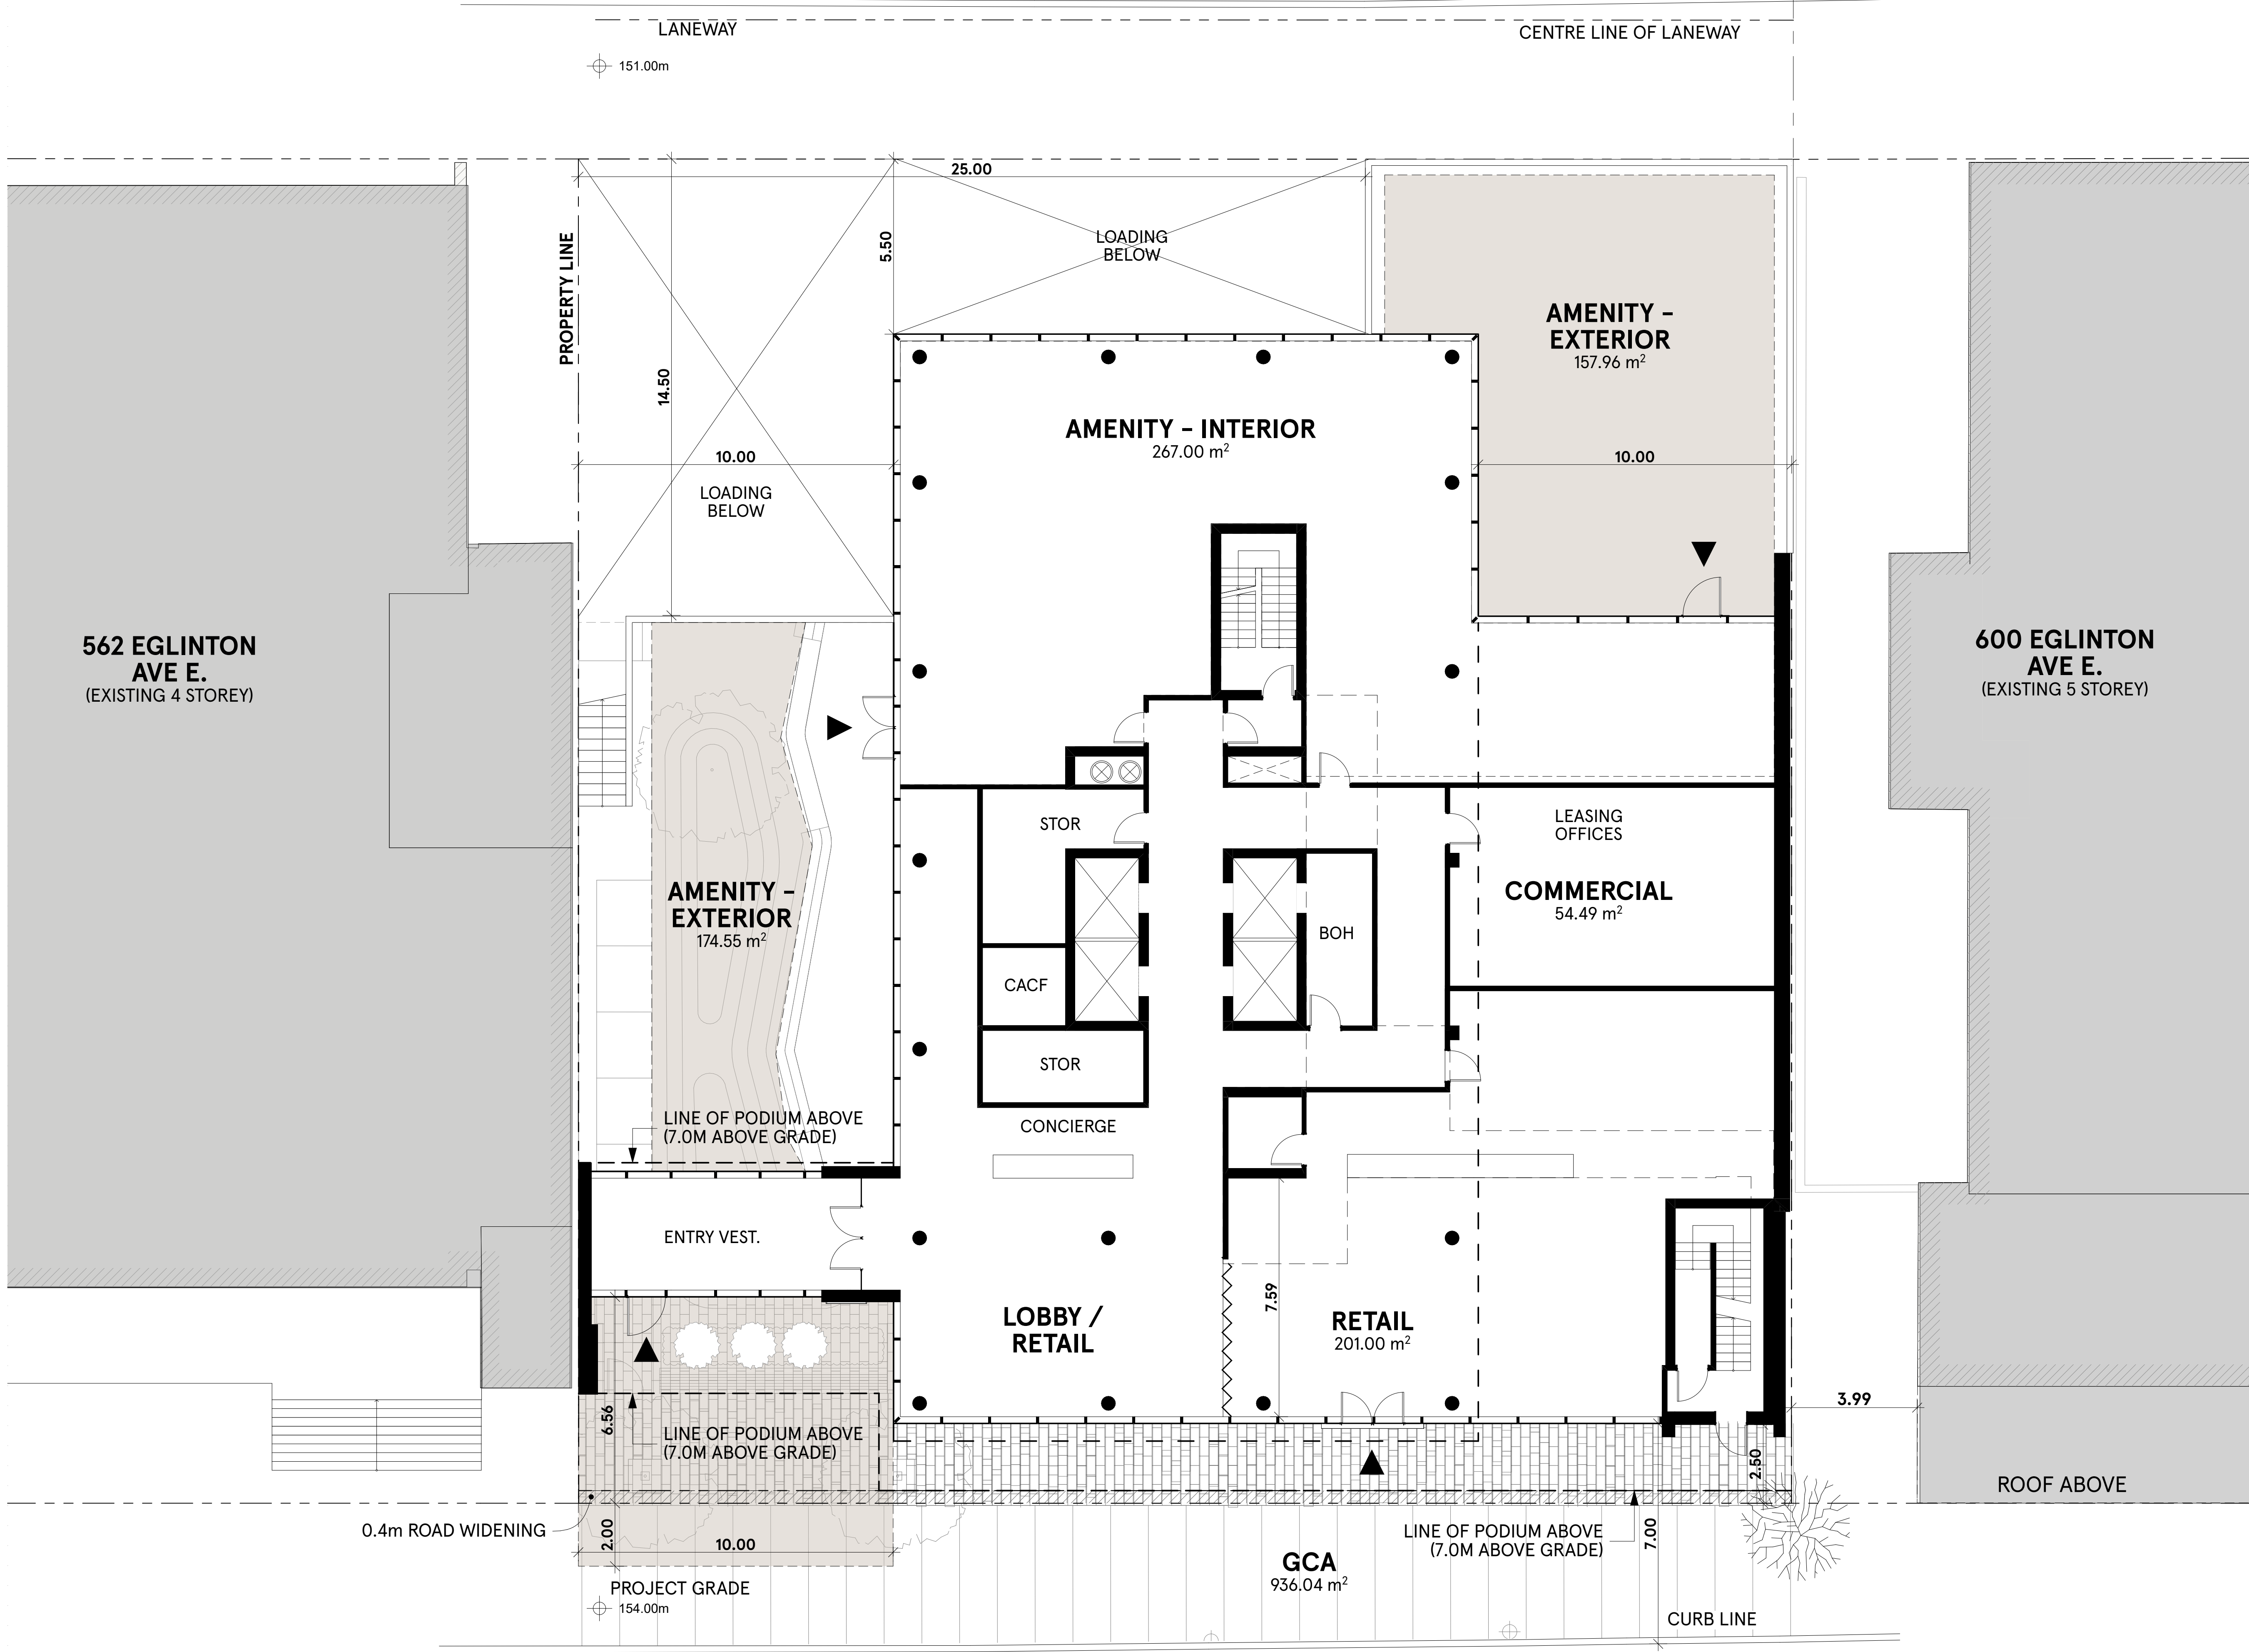 LANEWAY
CENTRE LINE OF LANEWAY
151.00m
25.00
PROPERTY LINE
5.50
LOADING
BELOW
AMENITY -
EXTERIOR
157.96 m²
14.50
AMENITY - INTERIOR
267.00 m²
10.00
10.00
LOADING
BELOW
562 EGLINTON
AVE E.
(EXISTING 4 STOREY)
600 EGLINTON
AVE E.
(EXISTING 5 STOREY)
STOR
LEASING
OFFICES
AMENITY -
EXTERIOR
174.55 m²
COMMERCIAL
54.49 m²
BOH
CACF
STOR
LINE OF PODIUM ABOVE
(7.0M ABOVE GRADE)
CONCIERGE
ENTRY VEST.
7.59
LOBBY /
RETAIL
RETAIL
201.00 m²
3.99
6.56
LINE OF PODIUM ABOVE
(7.0M ABOVE GRADE)
2.50
ROOF ABOVE
0.4m ROAD WIDENING
2.00
10.00
LINE OF PODIUM ABOVE
(7.0M ABOVE GRADE)
7.00
GCA
936.04 m²
PROJECT GRADE
154.00m
CURB LINE